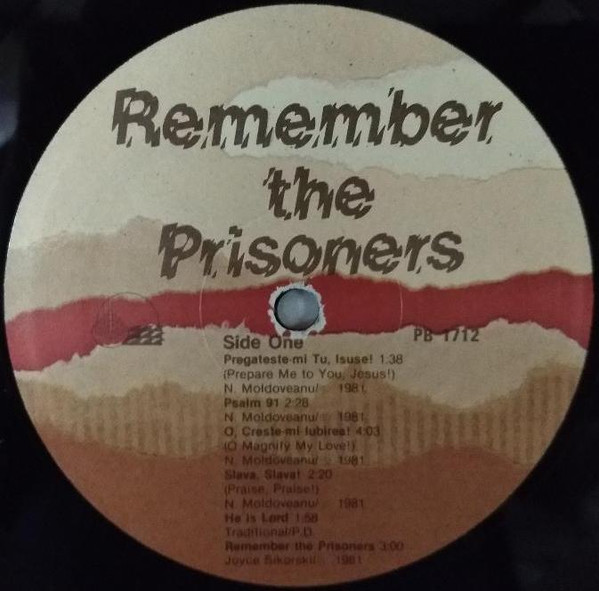 Remember
the
Prisoners
Side One
PB 1712
Pregateste-mi Tu, Isuse! 1:38
(Prepare Me to You, Jesus!)
N. Moldoveanu/© 1981
Psalm 91 2:28
N. Moldoveanu/© 1981
O, Creste-mi Iubirea! 4:03
(O Magnify My Love!)
N. Moldoveanu/© 1981
Slava, Slava! 2:20
(Praise, Praise!)
N. Moldoveanu/© 1981
He is Lord 1:58
Traditional/P.D.
Remember the Prisoners 3:00
Joyce Sikorski/© 1981